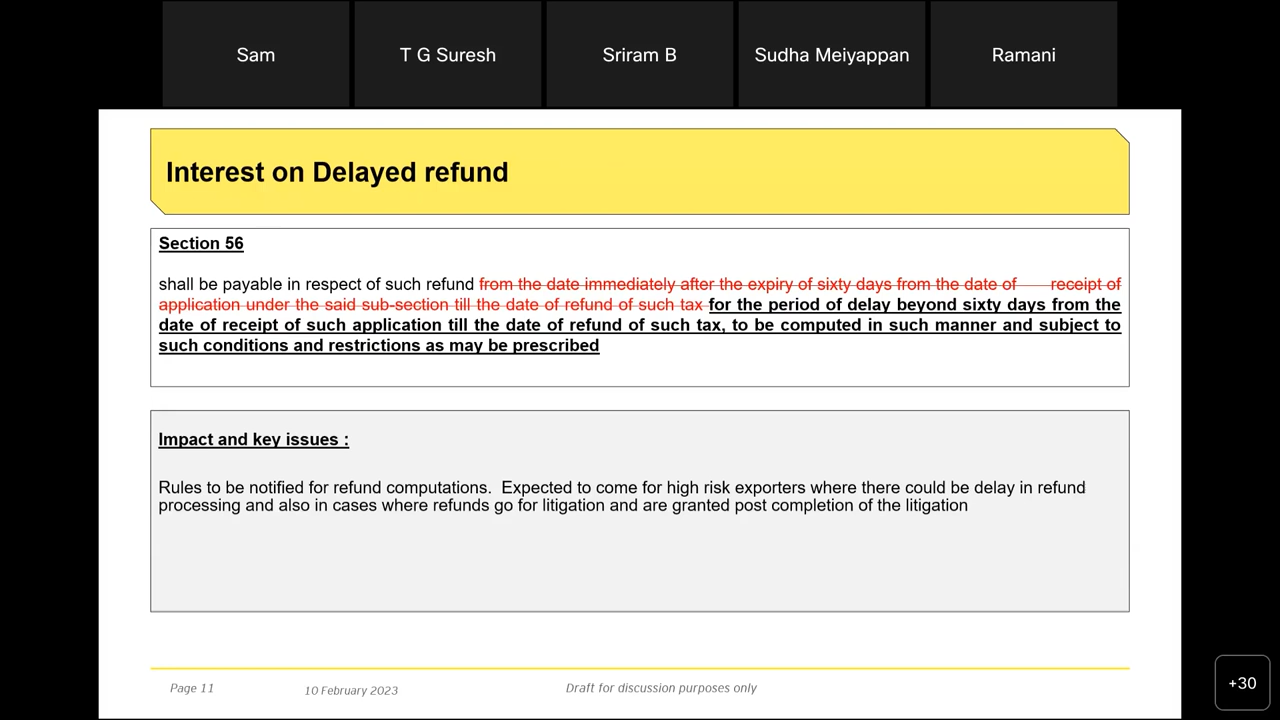 Sam
T G Suresh
Sriram B
Sudha Meiyappan
Ramani
Interest on Delayed refund
Section 56
shall be payable in respect of such refund from the date immediately after the expiry of sixty days from the date of receipt of
application under the said sub-section till the date of refund of such tax for the period of delay beyond sixty days from the
date of receipt of such application till the date of refund of such tax, to be computed in such manner and subject to
such conditions and restrictions as may be prescribed
Impact and key issues :
Rules to be notified for refund computations. Expected to come for high risk exporters where there could be delay in refund
processing and also in cases where refunds go for litigation and are granted post completion of the litigation
Page 11
10 February 2023
Draft for discussion purposes only
+30